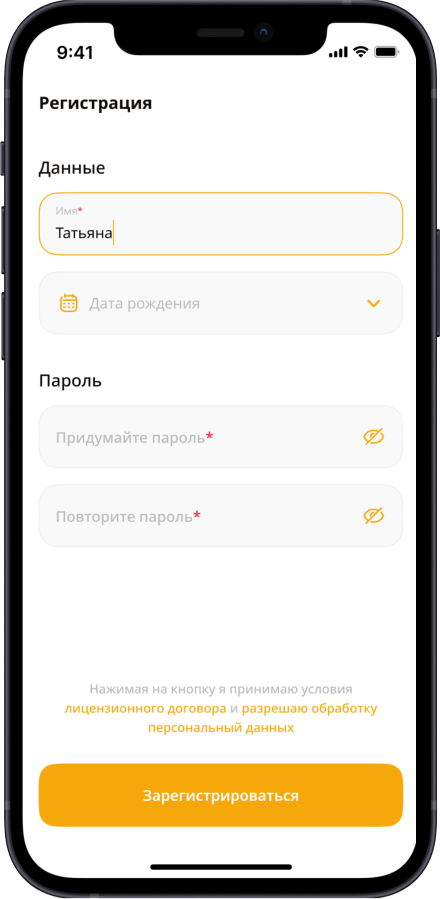 9:41
Регистрация
Данные
Имя*
Татьяна
Дата рождения
Пароль
Придумайте пароль*
Повторите пароль*
Нажимая на кнопку я принимаю условия
лицензионного договора и разрешаю обработку
персональный данных
Зарегистрироваться